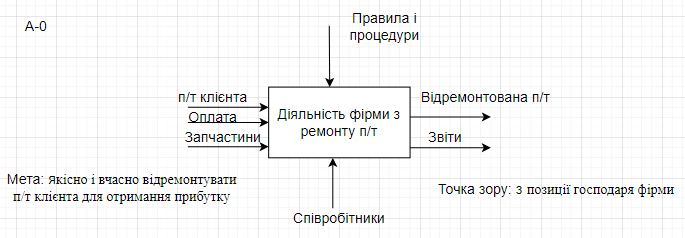 А-0
Правила і
процедури
п/т клієнта
Оплата
Запчастини
Діяльність фірми з
ремонту п/т
Відремонтована п/т
Звіти
Мета: якісно і вчасно відремонтувати
п/т клієнта для отримання прибутку
Точка зору: з позиції господаря фірми
Співробітники